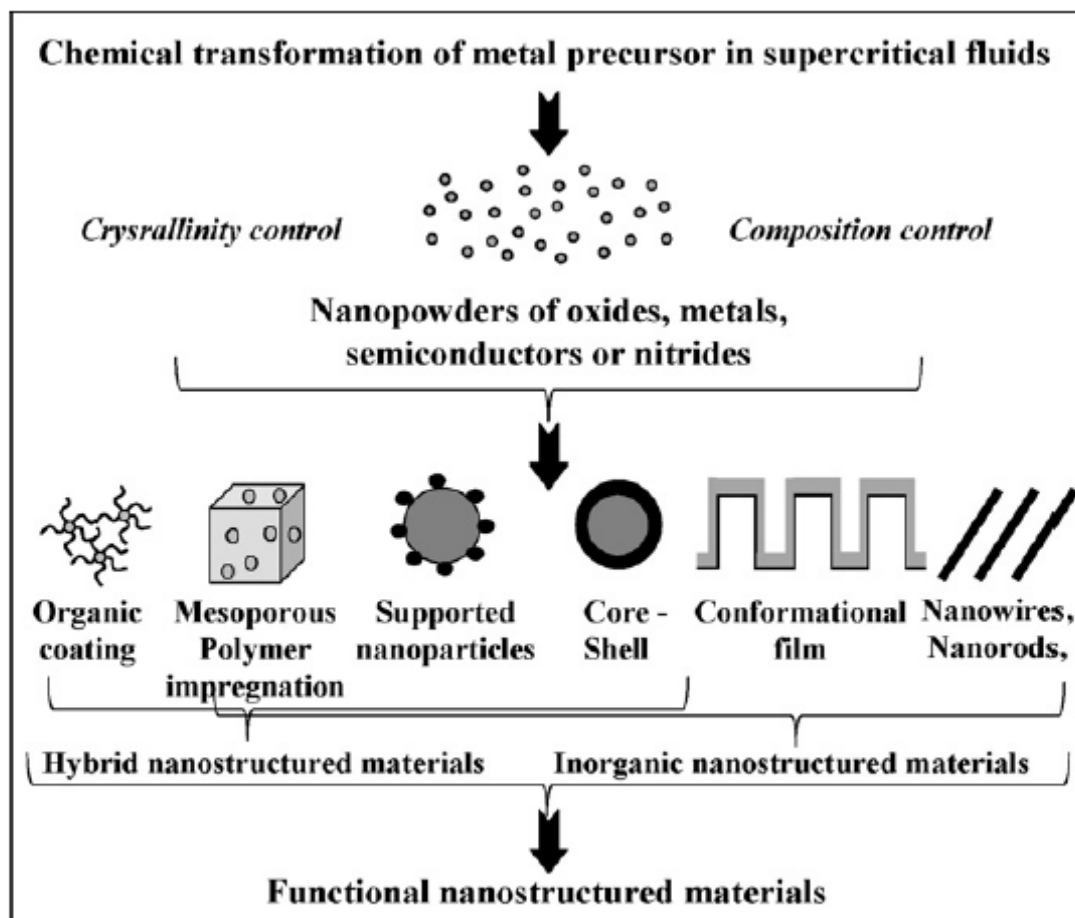 Chemical transformation of metal precursor in supercritical fluids
Crysrallinity control
Composition control
Nanopowders of oxides, metals,
semiconductors or nitrides
Organic
coating
Mesoporous
Polymer
impregnation
Supported
nanoparticles
Core -
Shell
Conformational
film
Nanowires,
Nanorods,
Hybrid nanostructured materials
Inorganic nanostructured materials
Functional nanostructured materials